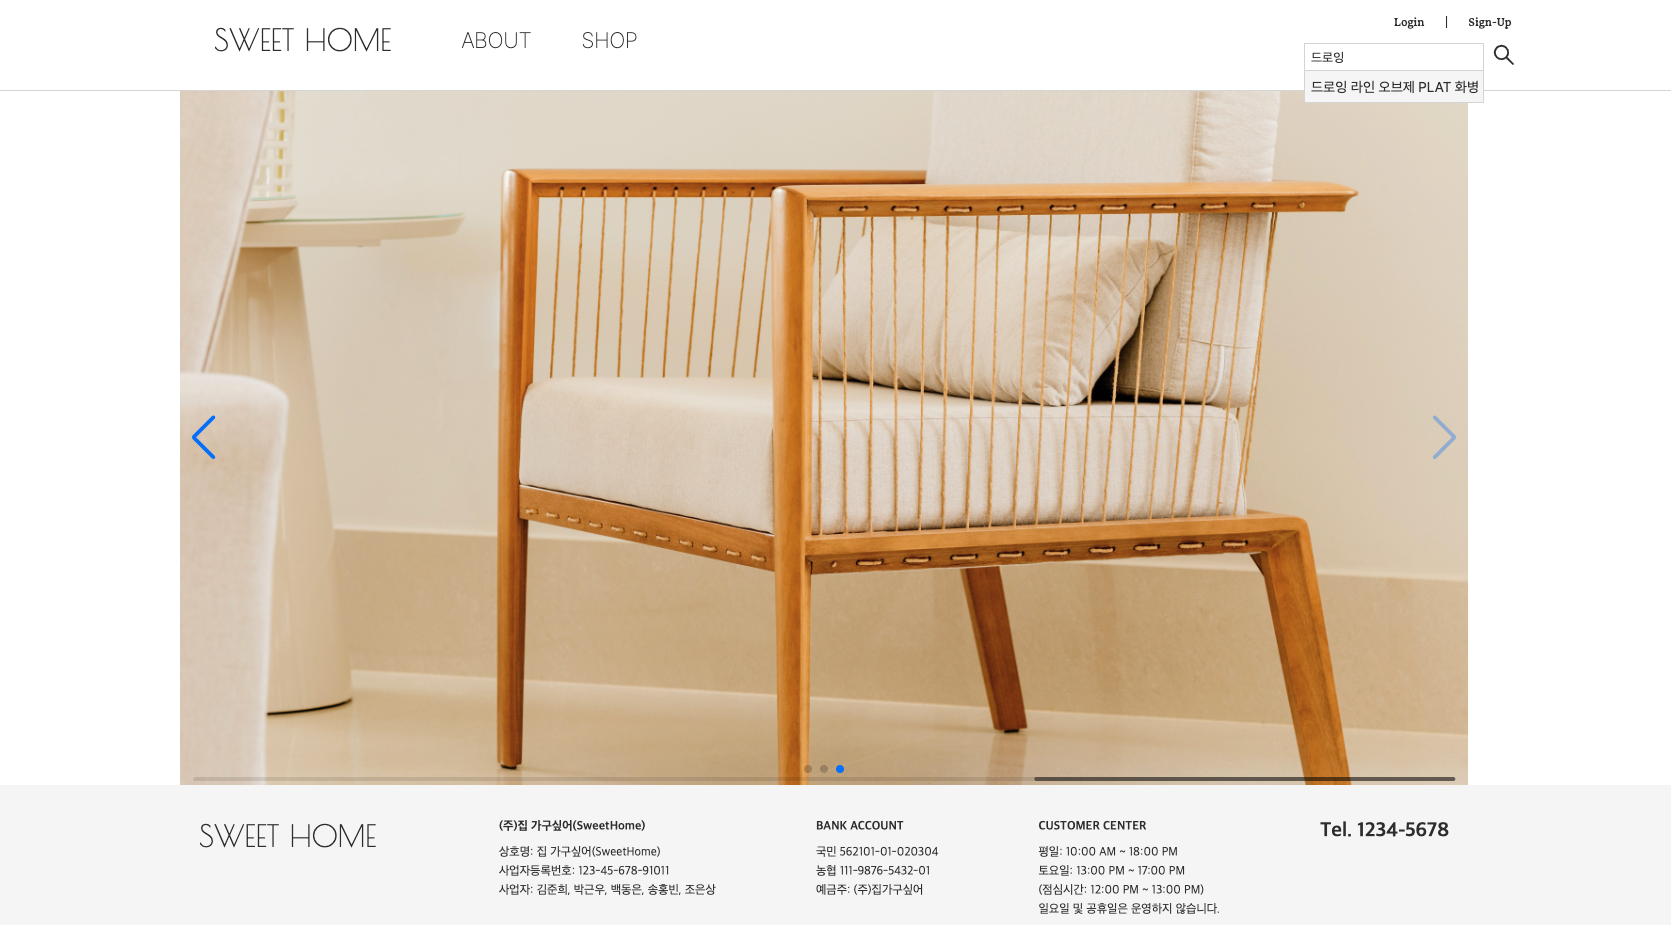 SWEET HOME
ABOUT
SHOP
Login | Sign-Up
드로잉
드로잉 라인 오브제 PLAT 화병
SWEET HOME
(주)집 가구싶어(SweetHome)
상호명: 집 가구싶어(SweetHome)
사업자등록번호: 123-45-678-91011
사업자: 김준희, 박근우, 백동은, 송홍빈, 조은상
BANK ACCOUNT
국민 562101-01-020304
농협 111-9876-5432-01
예금주: (주)집가구싶어
CUSTOMER CENTER
평일: 10:00 AM ~ 18:00 PM
토요일: 13:00 PM ~ 17:00 PM
(점심시간: 12:00 PM ~ 13:00 PM)
일요일 및 공휴일은 운영하지 않습니다.
Tel. 1234-5678